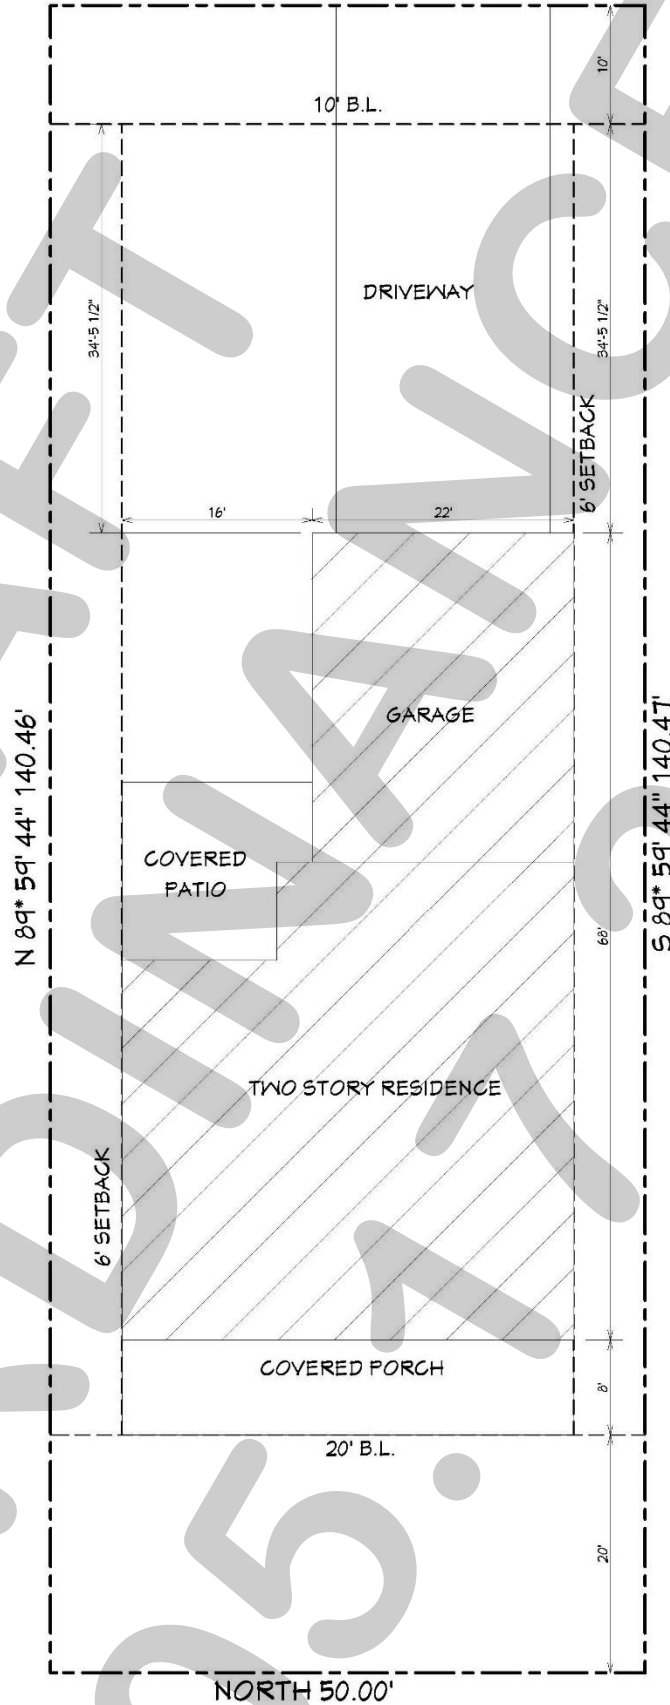 10'
10' B.L.
DRIVEWAY
34'-5 1/2"
34'-5 1/2"
6' SETBACK
16'
22'
GARAGE
N 89* 59' 44" 140.46'
S 89* 59' 44" 140.47'
COVERED
PATIO
68'
TWO STORY RESIDENCE
6' SETBACK
COVERED PORCH
8'
20' B.L.
20'
NORTH 50.00'